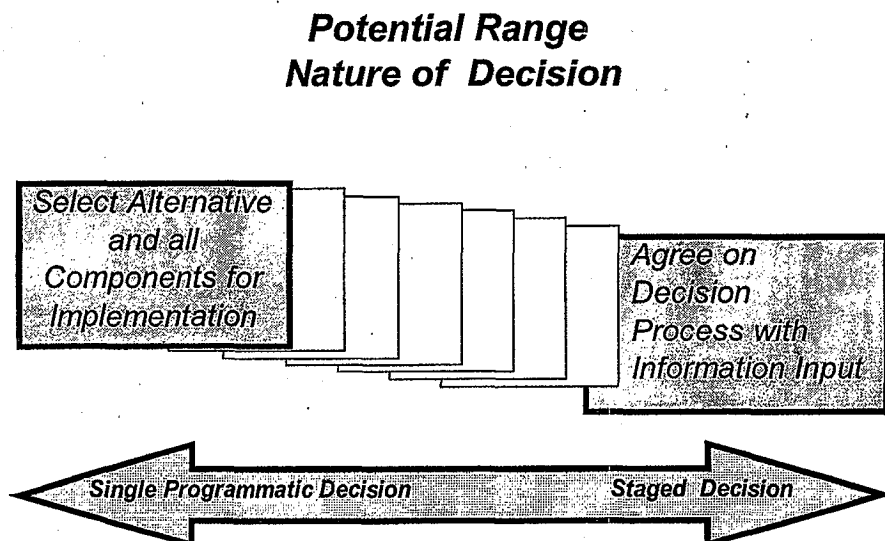 Potential Range
Nature of Decision
Select Alternative
and all
Components for
Implementation
Agree on
Decision
Process with
Information Input
Single Programmatic Decision
Staged Decision